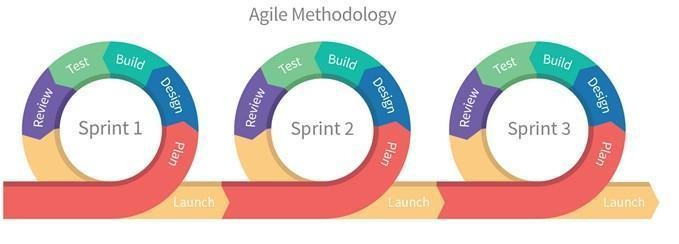 Agile Methodology
Test
Build
Review
Design
Sprint 1
Plan
Launch
Test
Build
Review
Design
Sprint 2
Plan
Launch
Test
Build
Review
Design
Sprint 3
Plan
Launch